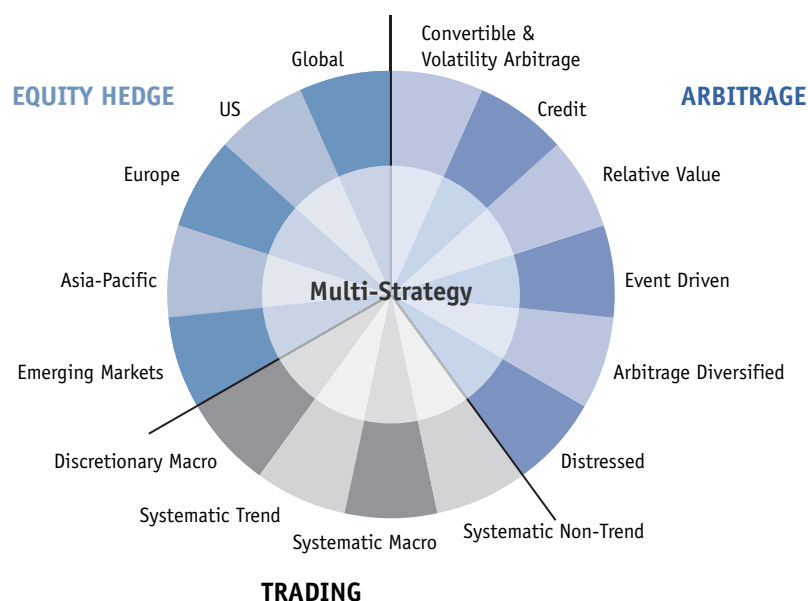 Convertible &
Volatility Arbitrage
Global
EQUITY HEDGE
ARBITRAGE
US
Credit
Europe
Relative Value
Asia-Pacific
Event Driven
Multi-Strategy
Emerging Markets
Arbitrage Diversified
Discretionary Macro
Distressed
Systematic Trend
Systematic Non-Trend
Systematic Macro
TRADING